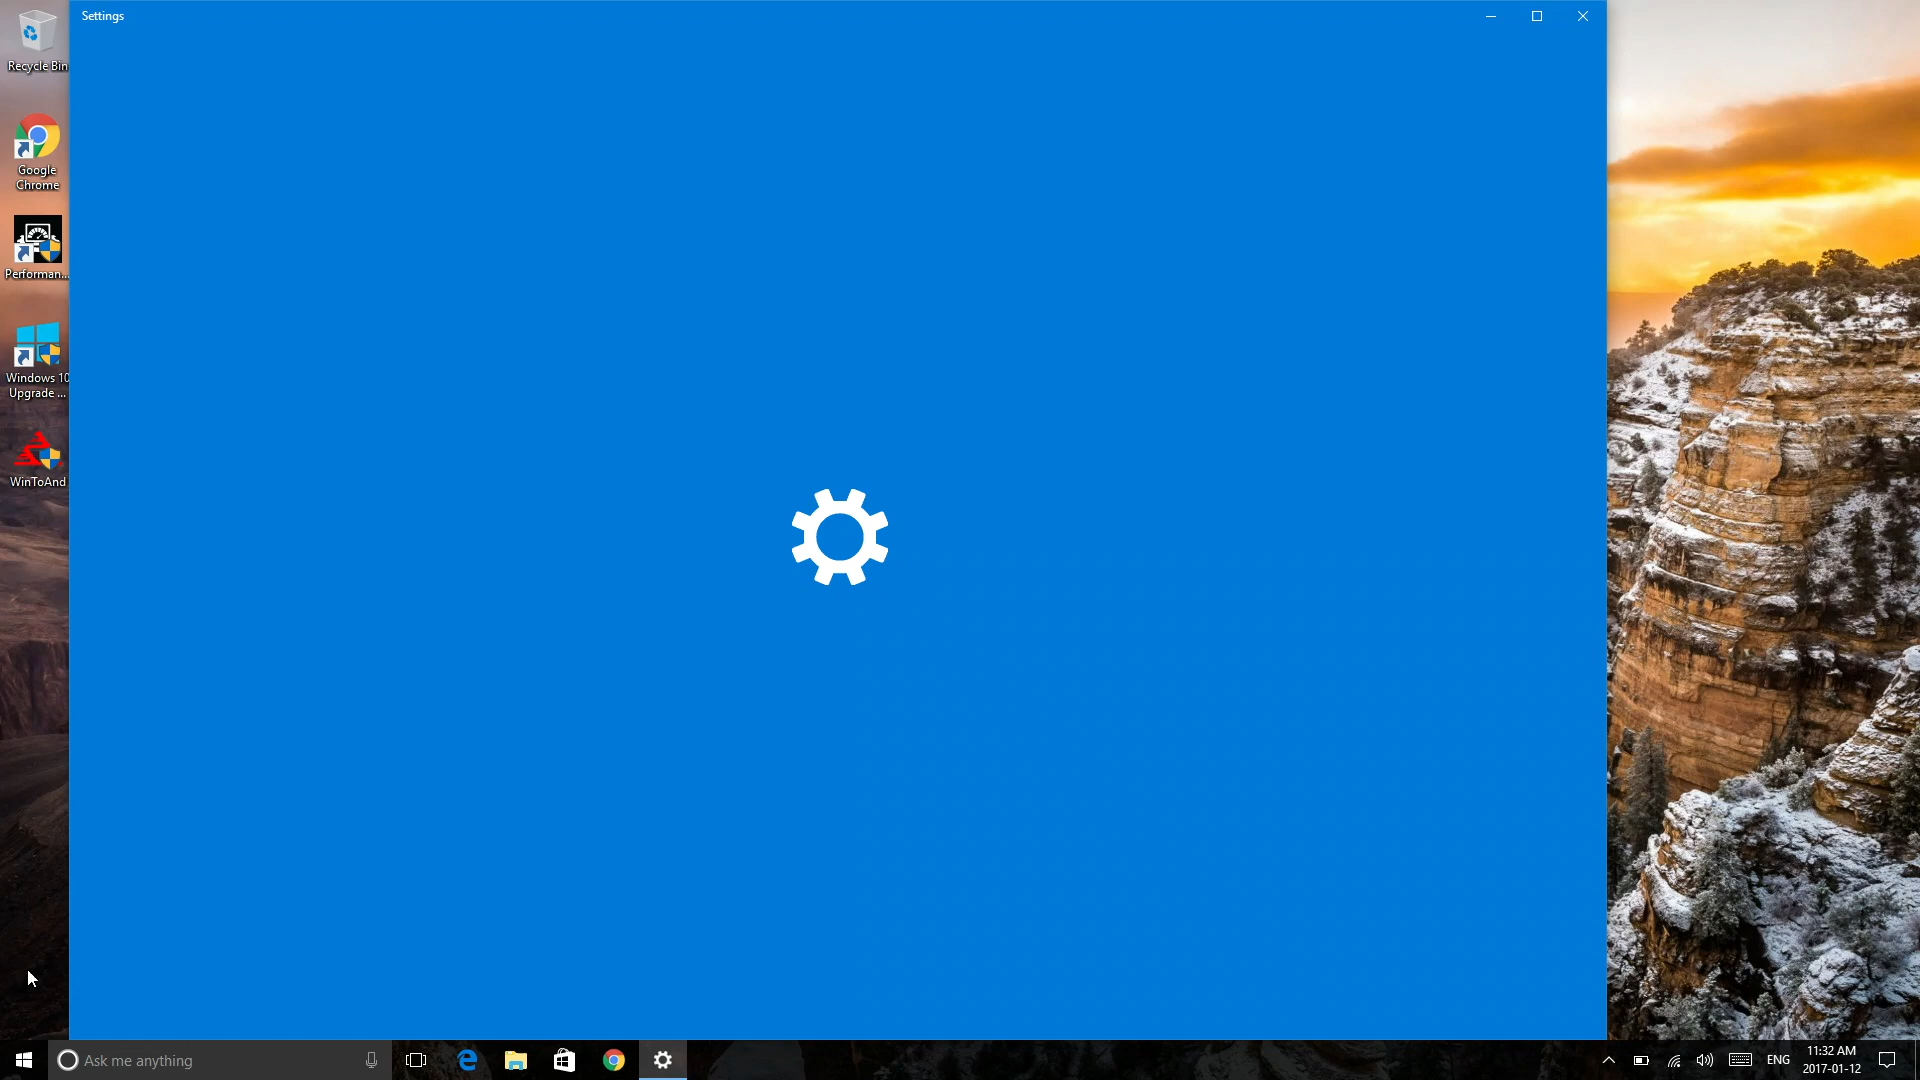 Settings
Recycle Bin
Google
Chrome
Performan...
Windows 10
Upgrade ...
WinToAnd
Ask me anything
ENG
11:32 AM
2017-01-12